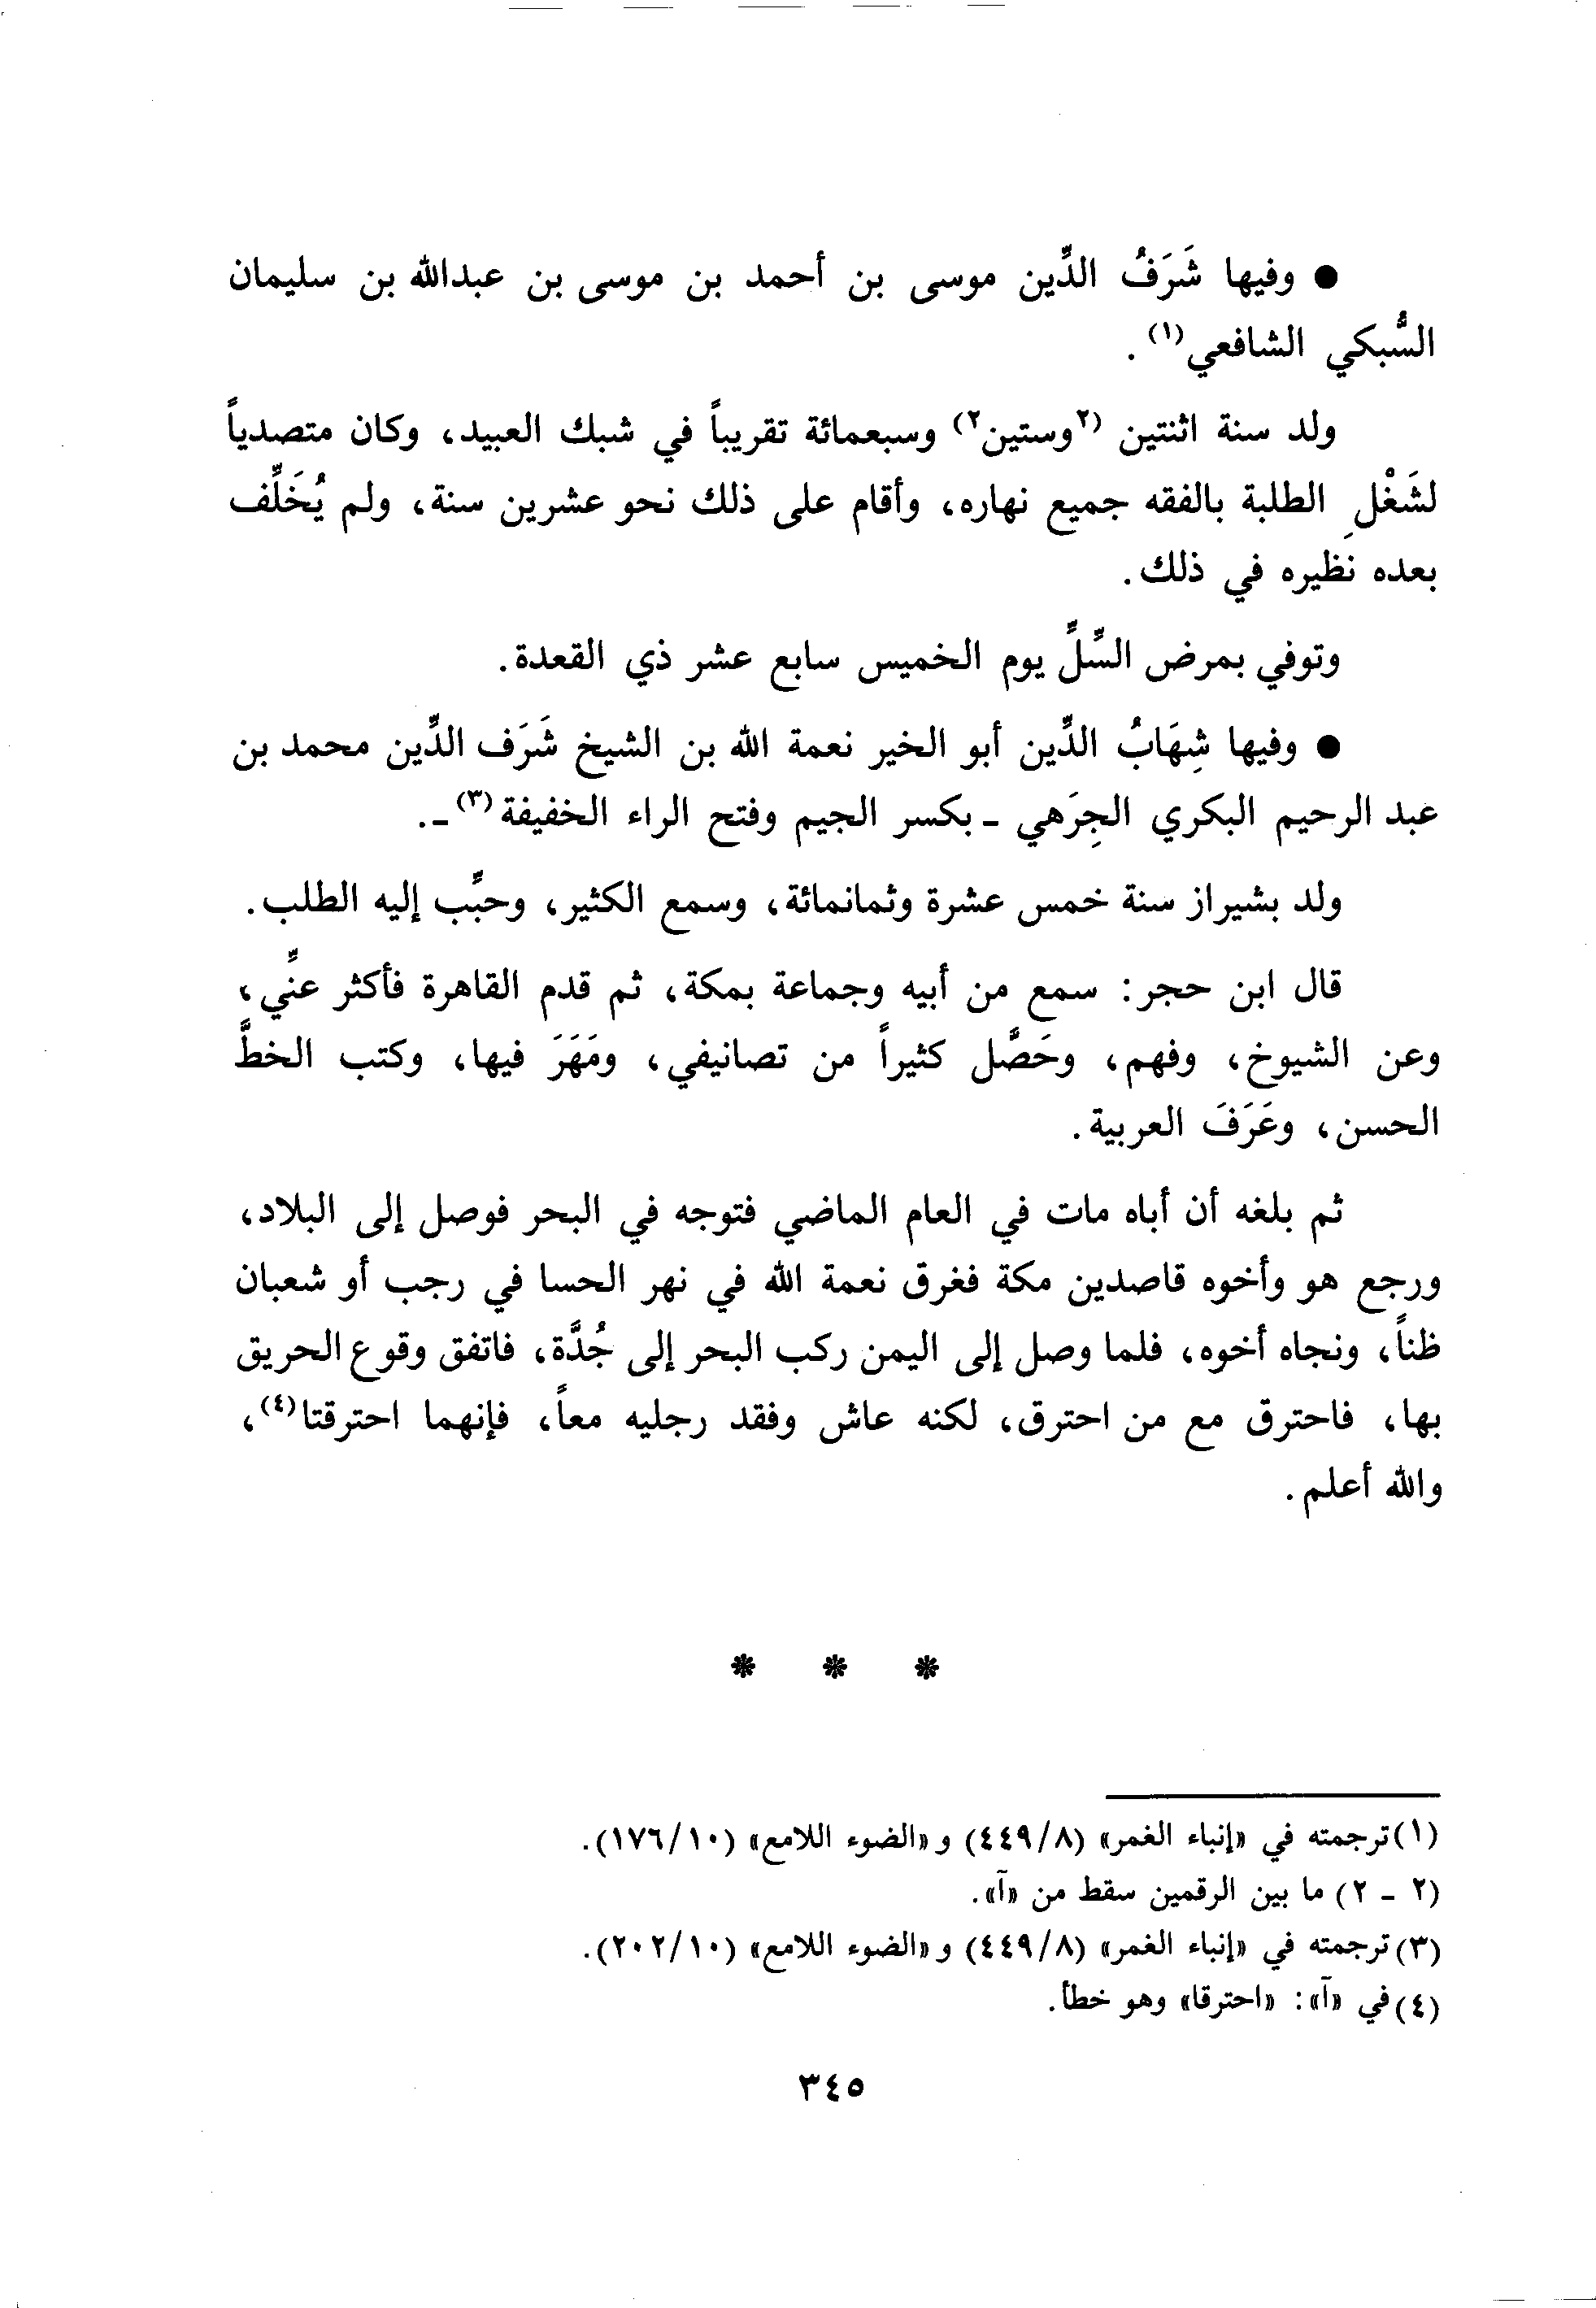 ● وفيها شَرَفُ الدِّين موسى بن أحمد بن موسى بن عبدالله بن سليمان
السُّبكي الشافعي(١) .
ولد سنة اثنتين (٢وستين٢) وسبعمائة تقريباً في شبك العبيد، وكان متصدياً
لشَغْلِ الطلبة بالفقه جميع نهاره، وأقام على ذلك نحو عشرين سنة، ولم يُخَلِّف
بعده نظيره في ذلك.
وتوفي بمرض السِّلِّ يوم الخميس سابع عشر ذي القعدة.
● وفيها شِهَابُ الدِّين أبو الخير نعمة الله بن الشيخ شَرَف الدِّين محمد بن
عبد الرحيم البكري الجِرَهي ـ بكسر الجيم وفتح الراء الخفيفة(٣) ـ.
ولد بشيراز سنة خمس عشرة وثمانمائة، وسمع الكثير، وحبِّب إليه الطلب.
قال ابن حجر: سمع من أبيه وجماعة بمكة، ثم قدم القاهرة فأكثر عنِّي،
وعن الشيوخ، وفهم، وحَصَّل كثيراً من تصانيفي، ومَهَرَ فيها، وكتب الخطَّ
الحسن، وعَرَفَ العربية.
ثم بلغه أن أباه مات في العام الماضي فتوجه في البحر فوصل إلى البلاد،
ورجع هو وأخوه قاصدين مكة فغرق نعمة الله في نهر الحسا في رجب أو شعبان
ظناً، ونجاه أخوه، فلما وصل إلى اليمن ركب البحر إلى جُدَّة، فاتفق وقوع الحريق
بها، فاحترق مع من احترق، لكنه عاش وفقد رجليه معاً، فإنهما احترقتا(٤)،
والله أعلم.
* * *
(١) ترجمته في «إنباء الغمر» (٤٤٩/٨) و«الضوء اللامع» (١٧٦/١٠).
(٢ - ٢) ما بين الرقمين سقط من «آ».
(٣) ترجمته في «إنباء الغمر» (٤٤٩/٨) و«الضوء اللامع» (٢٠٢/١٠).
(٤) في «آ»: «احترقا» وهو خطأ.
٣٤٥